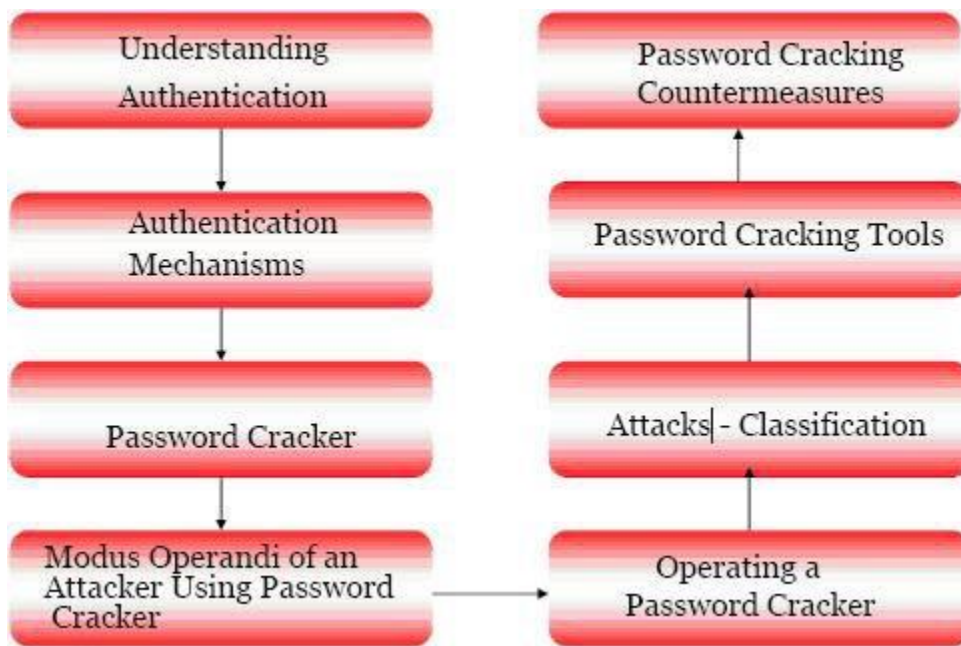 Understanding
Authentication
Authentication
Mechanisms
Password Cracker
Modus Operandi of an
Attacker Using Password
Cracker
Operating a
Password Cracker
Attacks - Classification
Password Cracking Tools
Password Cracking
Countermeasures